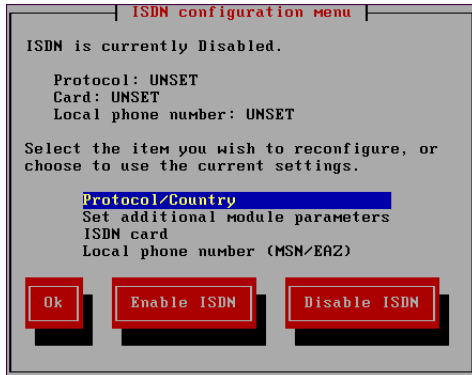 ISDN configuration menu
ISDN is currently Disabled.
Protocol: UNSET
Card: UNSET
Local phone number: UNSET
Select the item you wish to reconfigure, or
choose to use the current settings.
Protocol/Country
Set additional module parameters
ISDN card
Local phone number (MSN/EAZ)
Ok Enable ISDN Disable ISDN